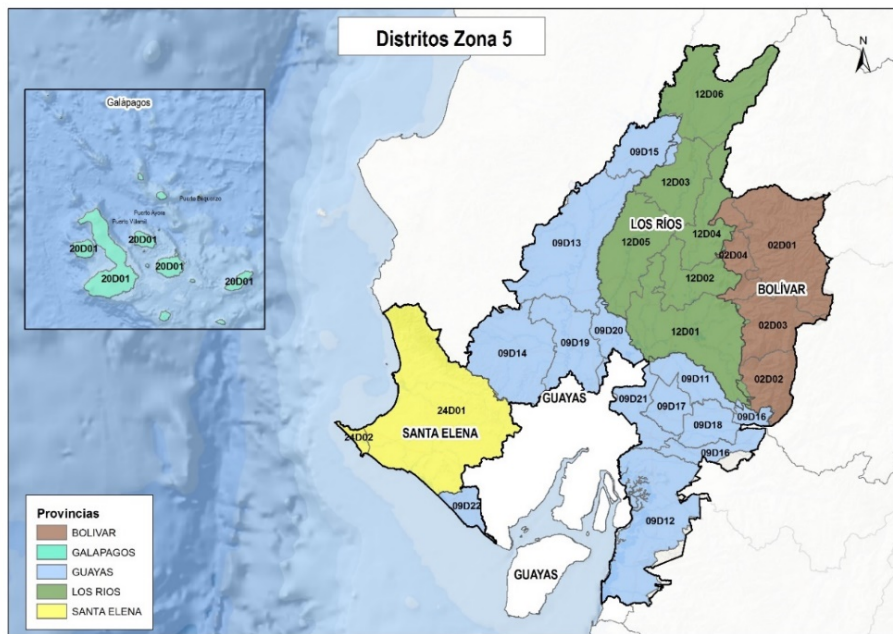 Distritos Zona 5
N
Galápagos
Puerto Baquerizo
Puerto Ayora
Puerto Villamil
20D01
20D01
20D01
20D01
20D01
12D06
09D15
12D03
LOS RÍOS
09D13
12D05
12D04
02D04
02D01
12D02
BOLÍVAR
12D01
02D03
09D20
09D19
09D14
02D02
09D11
GUAYAS
09D21
09D17
09D16
24D01
09D18
SANTA ELENA
24D02
09D16
09D22
09D12
GUAYAS
Provincias
BOLIVAR
GALAPAGOS
GUAYAS
LOS RIOS
SANTA ELENA